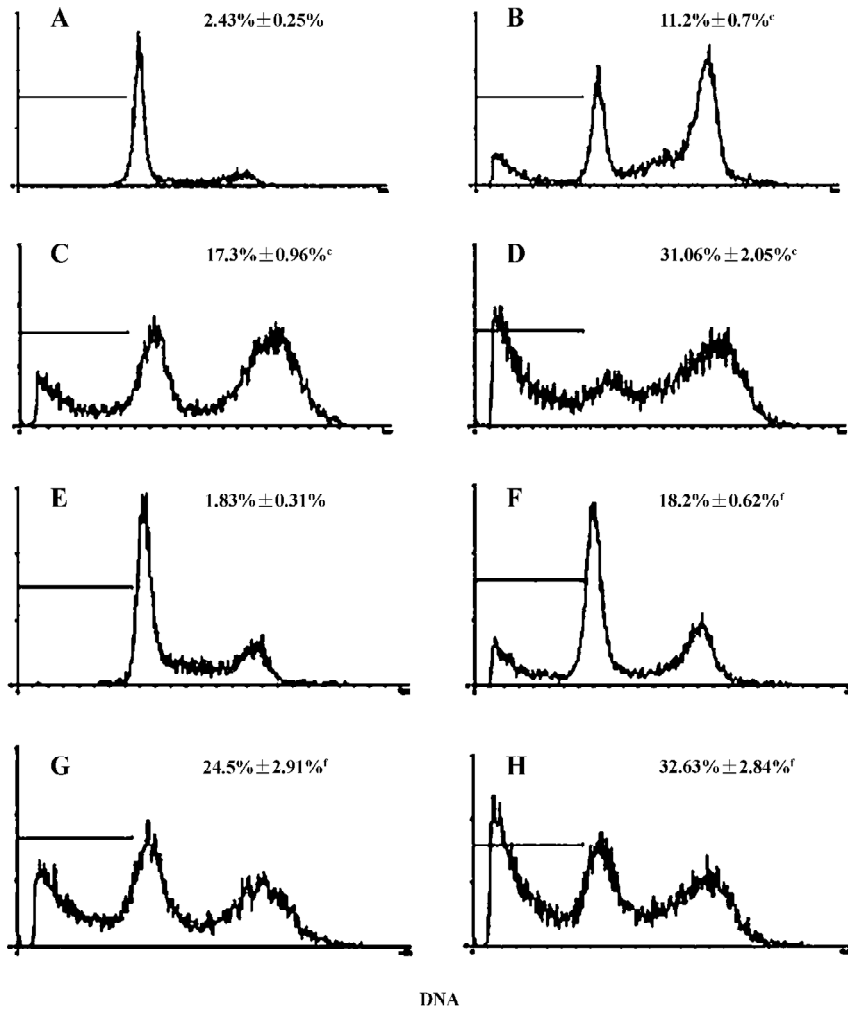 A 2.43%±0.25%
B 11.2%±0.7%ᶜ
C 17.3%±0.96%ᶜ
D 31.06%±2.05%ᶜ
E 1.83%±0.31%
F 18.2%±0.62%ᶠ
G 24.5%±2.91%ᶠ
H 32.63%±2.84%ᶠ
DNA